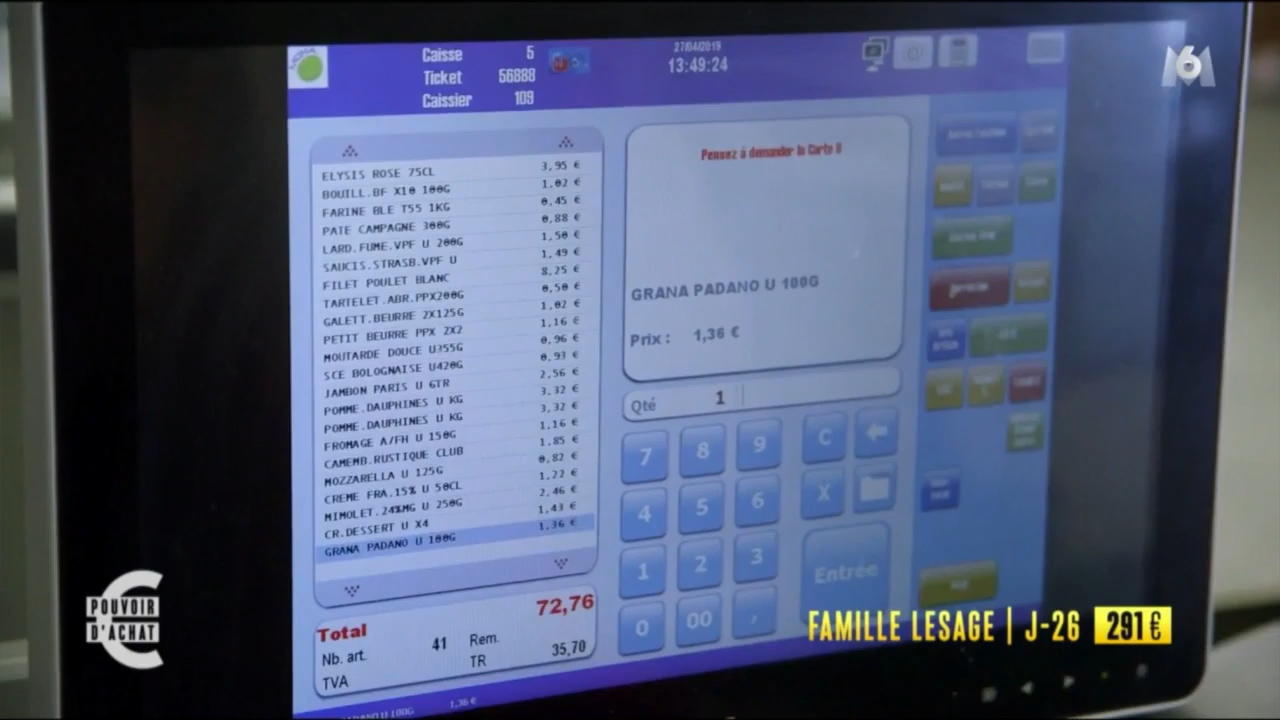 Caisse 5
Ticket 56888
Caissier 109
27/04/2019
13:49:24
M6
ELYSIS ROSE 75CL 3,95 €
BOUILL.BF X10 100G 1.02 €
FARINE BLE T55 1KG 0,45 €
PATE CAMPAGNE 300G 0,88 €
LARD.FUME.VPF U 200G 1,50 €
SAUCIS.STRASB.VPF U 1,49 €
FILET POULET BLANC 8,25 €
TARTELET.ABR.PPX200G 0,50 €
GALETT.BEURRE 2X125G 1,02 €
PETIT BEURRE PPX 2X2 1,16 €
MOUTARDE DOUCE U355G 0,96 €
SCE BOLOGNAISE U420G 0,93 €
JAMBON PARIS U 6TR 2,56 €
POMME.DAUPHINES U KG 3,32 €
POMME.DAUPHINES U KG 3,32 €
FROMAGE A/FH U 150G 1,16 €
CAMEMB.RUSTIQUE CLUB 1,85 €
MOZZARELLA U 125G 0,82 €
CREME FRA.15% U 50CL 1,22 €
MIMOLET.24%MG U 250G 2,46 €
CR.DESSERT U X4 1,43 €
GRANA PADANO U 100G 1,36 €
Total 72,76
Nb. art. 41 Rem.
TR 35,70
TVA
PADANO U 100G 1,36 €
Pensez à demander la Carte U
GRANA PADANO U 100G
Prix : 1,36 €
Qté 1
7 8 9 C
4 5 6 X
1 2 3 Entrée
0 00 ,
POUVOIR
D'ACHAT
FAMILLE LESAGE | J-26 291€